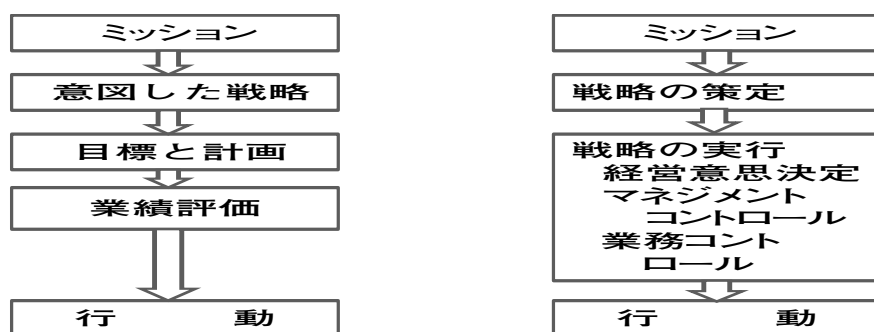 ミッション
意図した戦略
目標と計画
業績評価
行 動
ミッション
戦略の策定
戦略の実行
経営意思決定
マネジメント
コントロール
業務コント
ロール
行 動